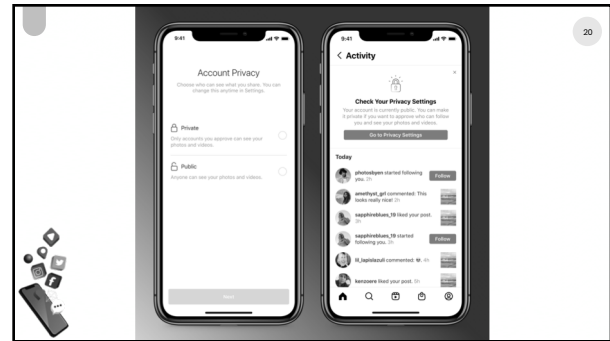 20
9:41
Account Privacy
Choose who can see what you share. You can
change this anytime in Settings.
Private
Only accounts you approve can see your
photos and videos.
Public
Anyone can see your photos and videos.
Next
9:41
< Activity
Check Your Privacy Settings
Your account is currently public. You can make
it private if you want to approve who can follow
you and see your photos and videos.
Go to Privacy Settings
Today
photosbyen started following
you. 2h
Follow
amethyst_grl commented: This
looks really nice! 2h
sapphireblues_19 liked your post.
3h
sapphireblues_19 started
following you. 3h
Follow
lil_lapislazuli commented: 4h
kenzoere liked your post. 5h